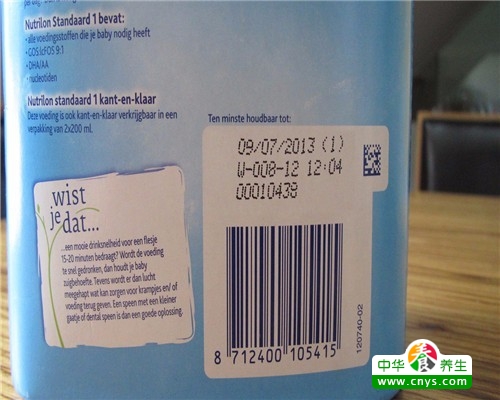 Nutrilon Standaard 1 bevat:
• alle voedingsstoffen die je baby nodig heeft
• GOS:lcFOS 9:1
• DHA/AA
• nucleotiden
Nutrilon standaard 1 kant-en-klaar
Deze voeding is ook kant-en-klaar verkrijgbaar in een
verpakking van 2x200 ml.
wist
je
dat...
...een mooie drinksnelheid voor een flesje
15-20 minuten bedraagt? Wordt de voeding
te snel gedronken, dan houdt je baby
zuigbehoefte. Tevens wordt er dan lucht
meegehapt wat kan zorgen voor krampjes en/ of
voeding terug geven. Een speen met een kleiner
gaatje of dental speen is dan een goede oplossing.
Ten minste houdbaar tot:
09/07/2013 (1)
W-008-12 12:04
00010438
8 712400 105415
120740-02
中华养生
www.cnys.com